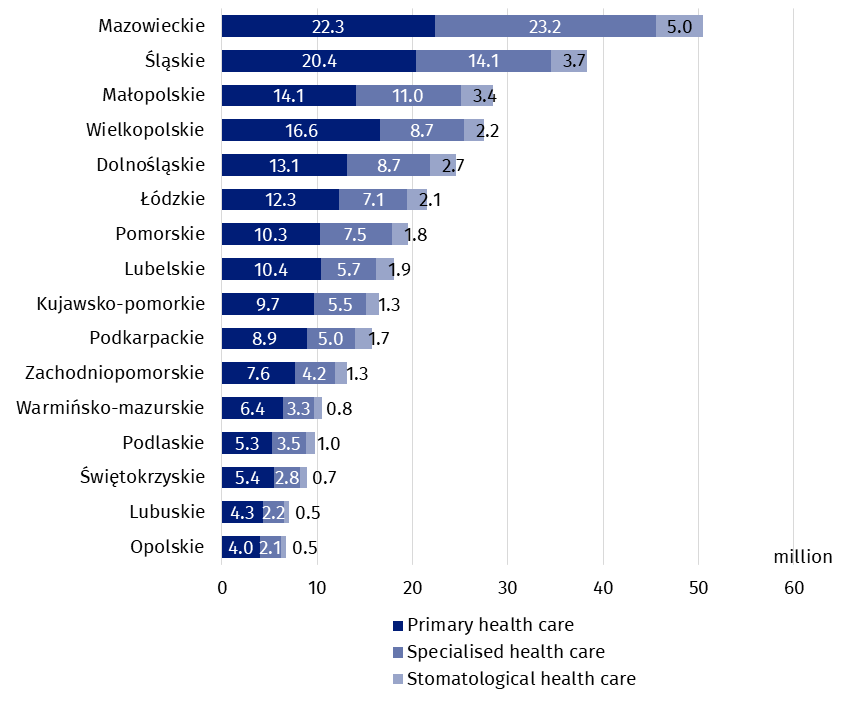 Mazowieckie 22.3 23.2 5.0
Śląskie 20.4 14.1 3.7
Małopolskie 14.1 11.0 3.4
Wielkopolskie 16.6 8.7 2.2
Dolnośląskie 13.1 8.7 2.7
Łódzkie 12.3 7.1 2.1
Pomorskie 10.3 7.5 1.8
Lubelskie 10.4 5.7 1.9
Kujawsko-pomorkie 9.7 5.5 1.3
Podkarpackie 8.9 5.0 1.7
Zachodniopomorskie 7.6 4.2 1.3
Warmińsko-mazurskie 6.4 3.3 0.8
Podlaskie 5.3 3.5 1.0
Świętokrzyskie 5.4 2.8 0.7
Lubuskie 4.3 2.2 0.5
Opolskie 4.0 2.1 0.5
million
0 10 20 30 40 50 60
Primary health care
Specialised health care
Stomatological health care